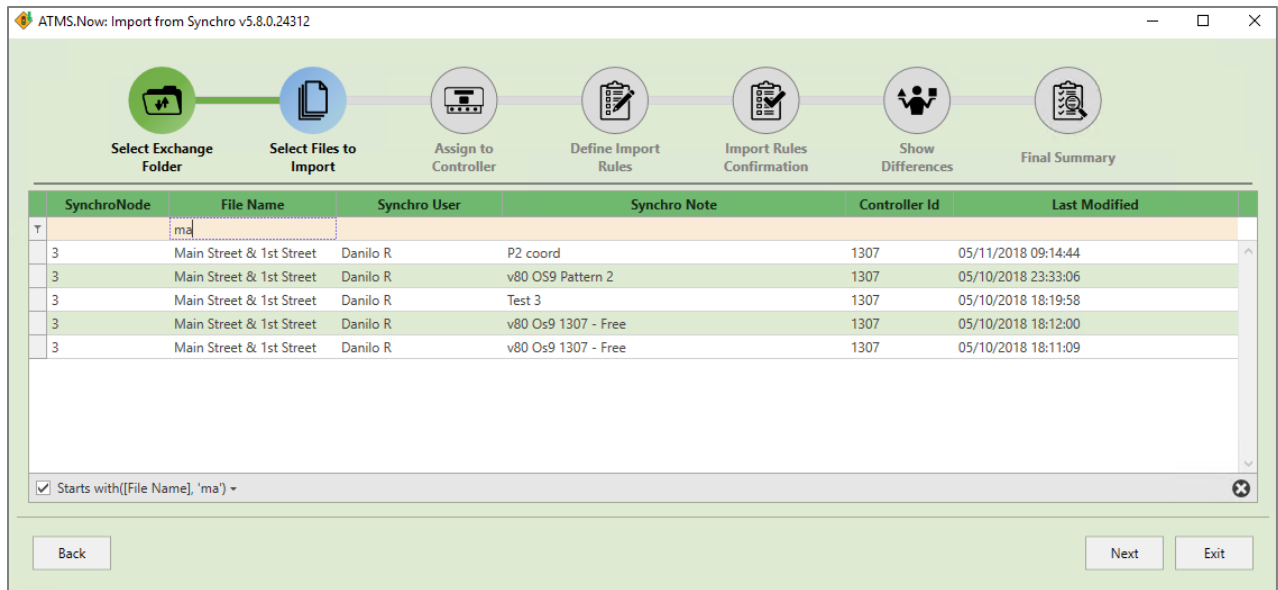 ATMS.Now: Import from Synchro v5.8.0.24312
Select Exchange Folder
Select Files to Import
Assign to Controller
Define Import Rules
Import Rules Confirmation
Show Differences
Final Summary
SynchroNode File Name Synchro User Synchro Note Controller Id Last Modified
ma
3 Main Street & 1st Street Danilo R P2 coord 1307 05/11/2018 09:14:44
3 Main Street & 1st Street Danilo R v80 OS9 Pattern 2 1307 05/10/2018 23:33:06
3 Main Street & 1st Street Danilo R Test 3 1307 05/10/2018 18:19:58
3 Main Street & 1st Street Danilo R v80 Os9 1307 - Free 1307 05/10/2018 18:12:00
3 Main Street & 1st Street Danilo R v80 Os9 1307 - Free 1307 05/10/2018 18:11:09
Starts with([File Name], 'ma')
Back Next Exit